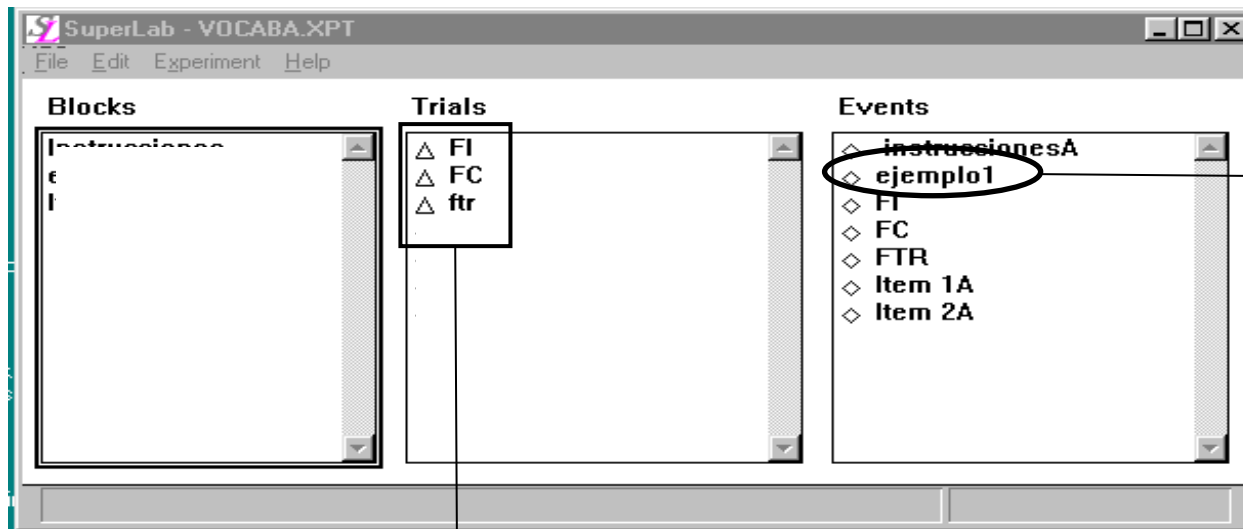 SuperLab - VOCABA.XPT
File Edit Experiment Help
Blocks
Instrucciones
Trials
FI
FC
ftr
Events
instruccionesA
ejemplo1
FI
FC
FTR
Item 1A
Item 2A